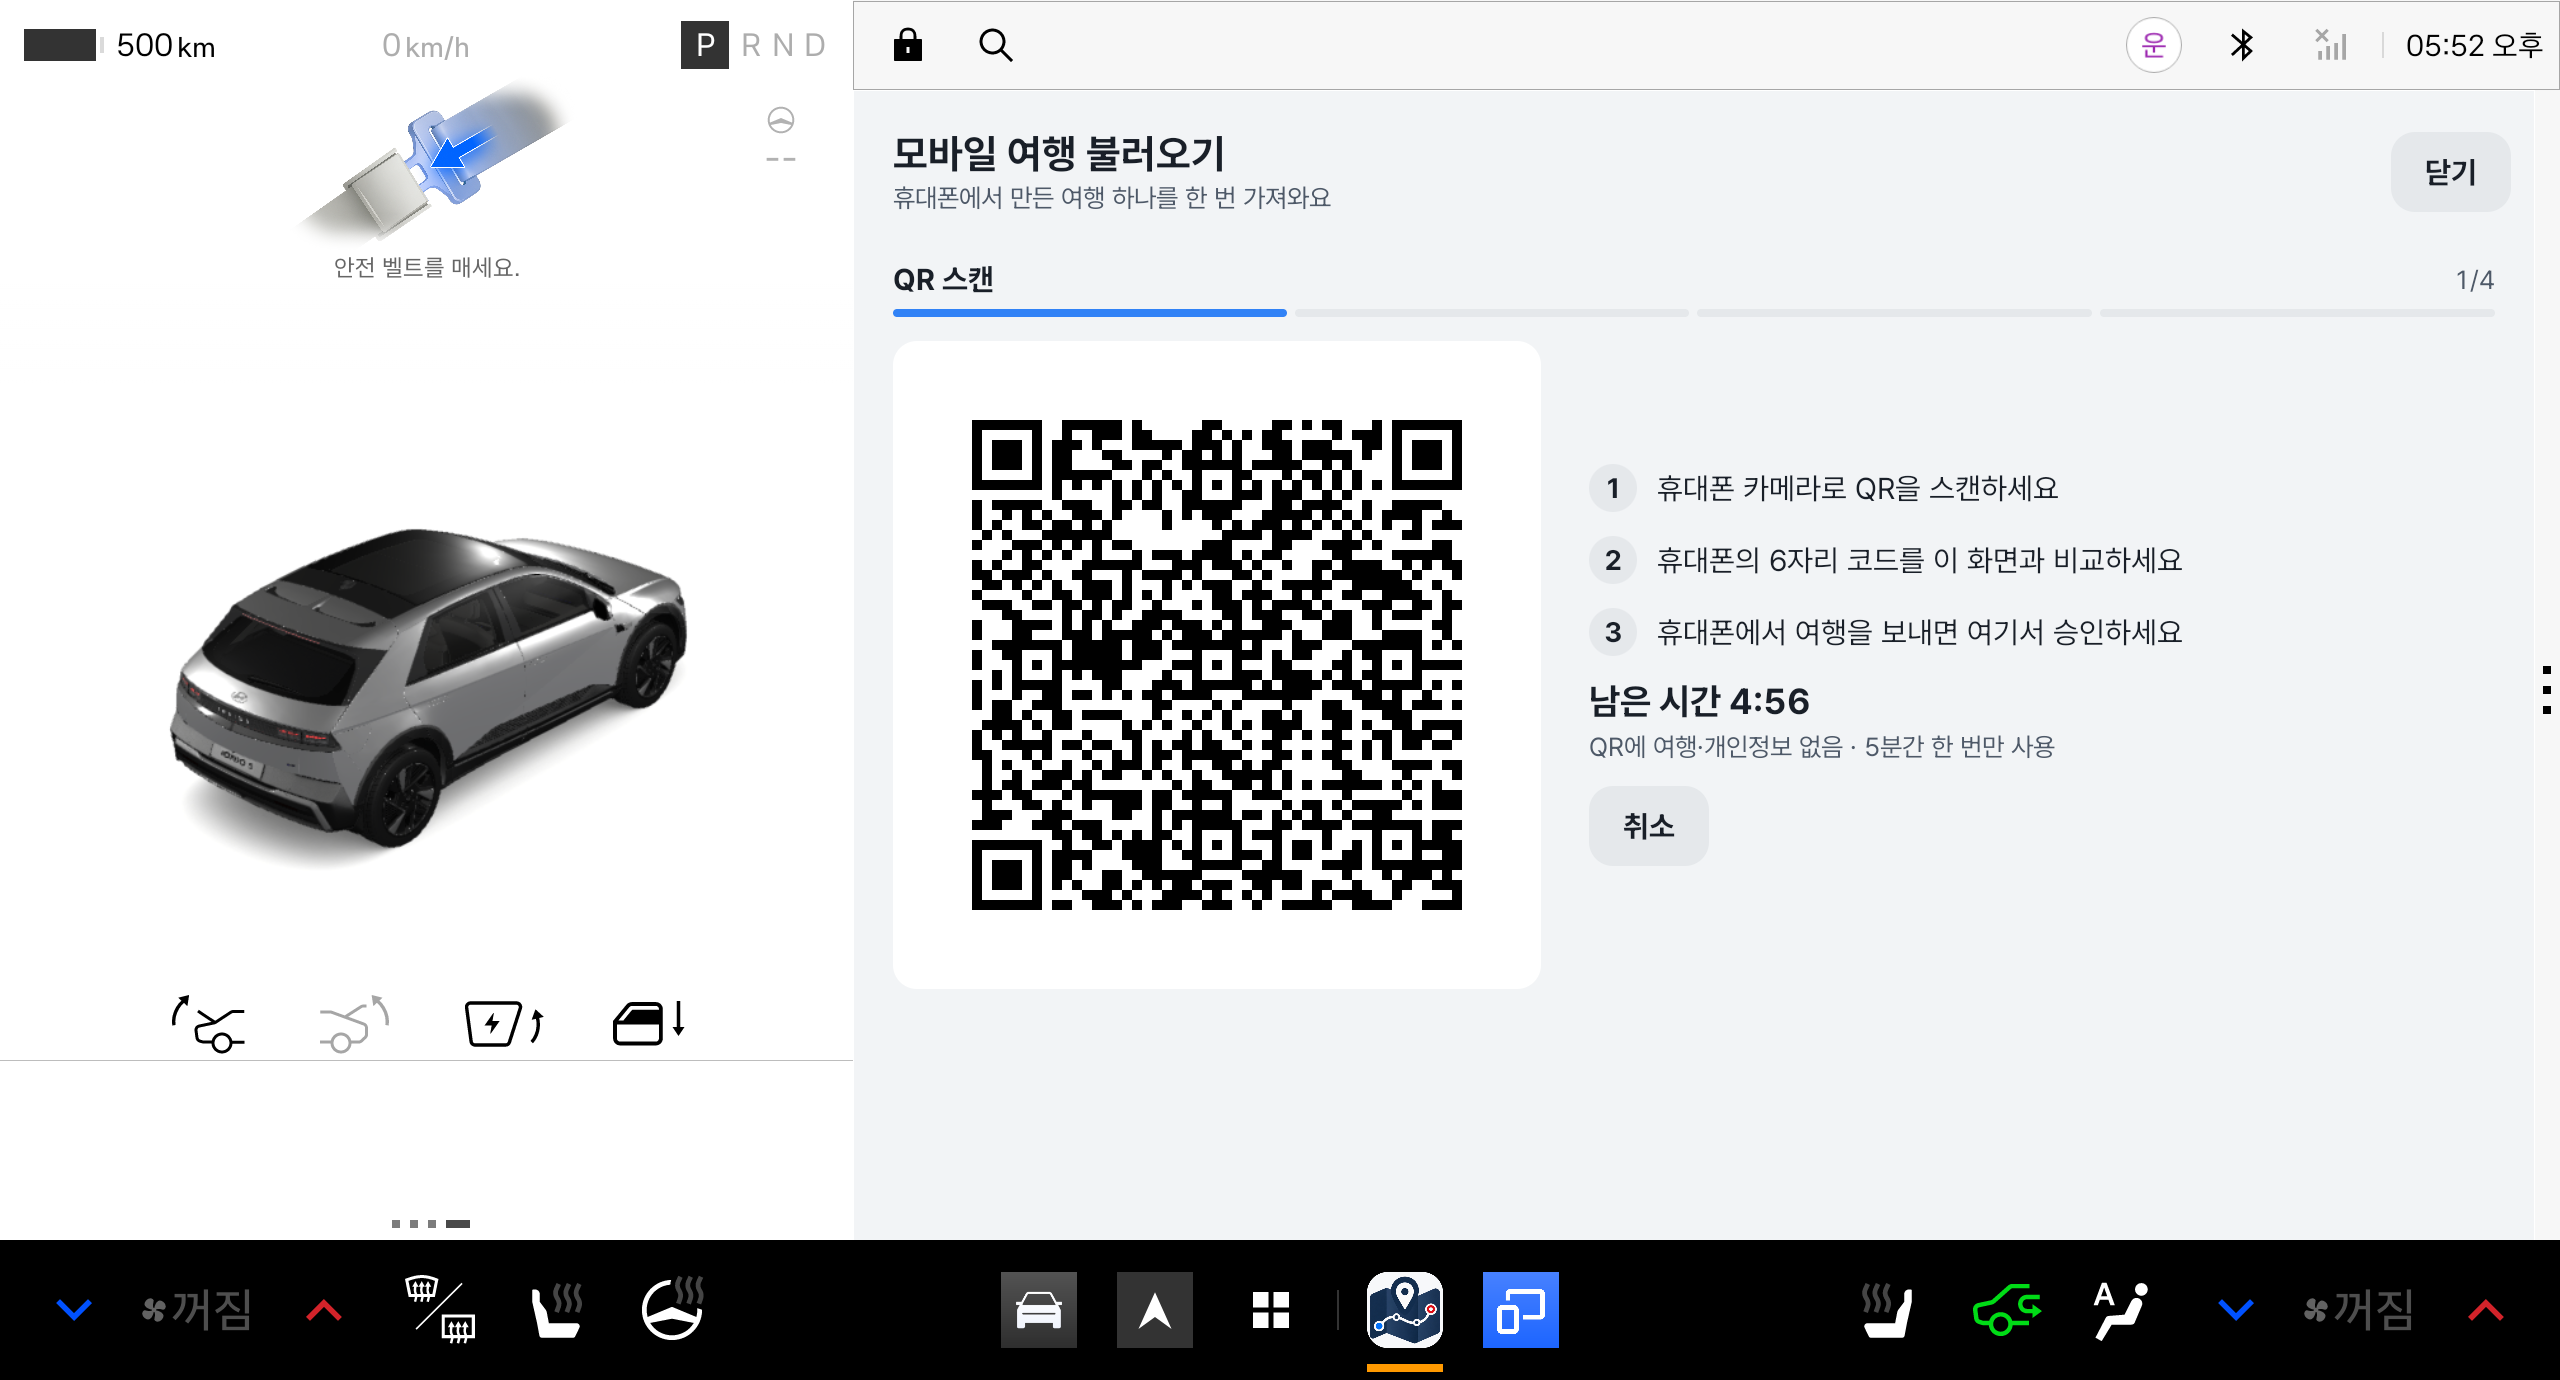 500 km
0 km/h
P R N D
운
05:52 오후
안전 벨트를 매세요.
모바일 여행 불러오기
휴대폰에서 만든 여행 하나를 한 번 가져와요
닫기
QR 스캔
1/4
1 휴대폰 카메라로 QR을 스캔하세요
2 휴대폰의 6자리 코드를 이 화면과 비교하세요
3 휴대폰에서 여행을 보내면 여기서 승인하세요
남은 시간 4:56
QR에 여행·개인정보 없음 · 5분간 한 번만 사용
취소
IONIQ 5
꺼짐
A
꺼짐